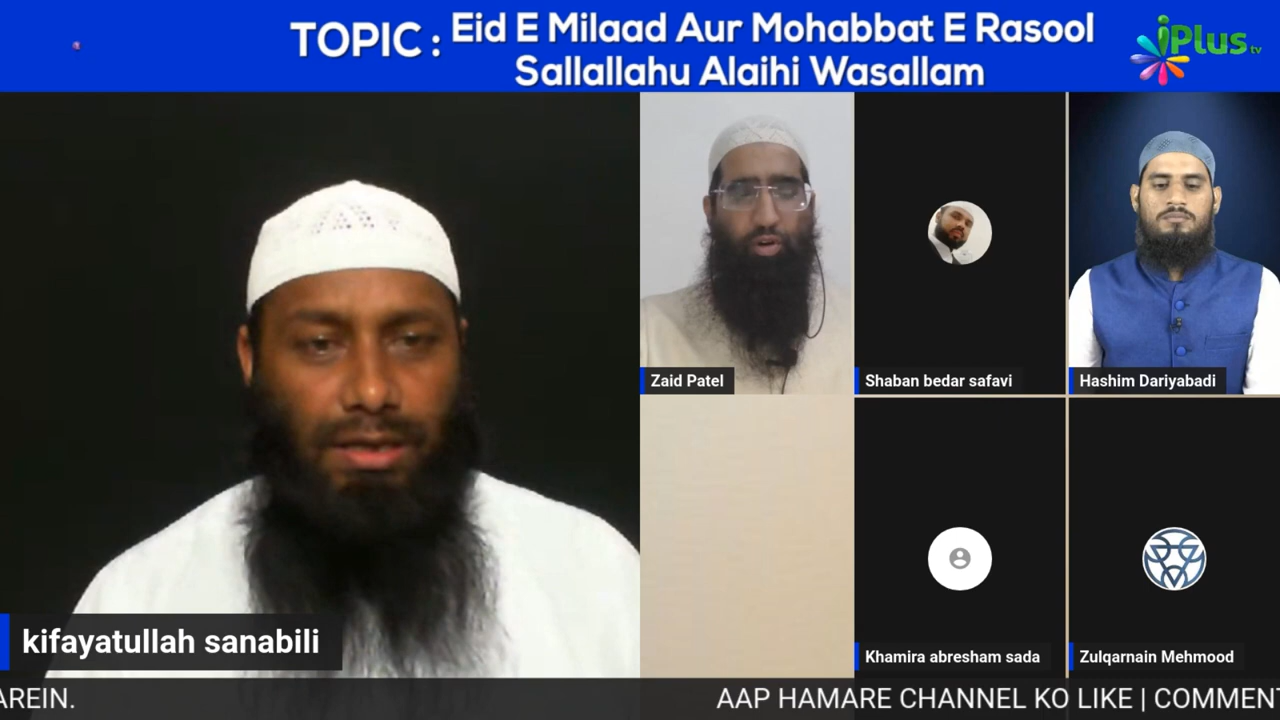 TOPIC : Eid E Milaad Aur Mohabbat E Rasool
Sallallahu Alaihi Wasallam
iPlus tv
Zaid Patel
Shaban bedar safavi
Hashim Dariyabadi
kifayatullah sanabili
Khamira abresham sada
Zulqarnain Mehmood
AREIN. AAP HAMARE CHANNEL KO LIKE | COMMENT